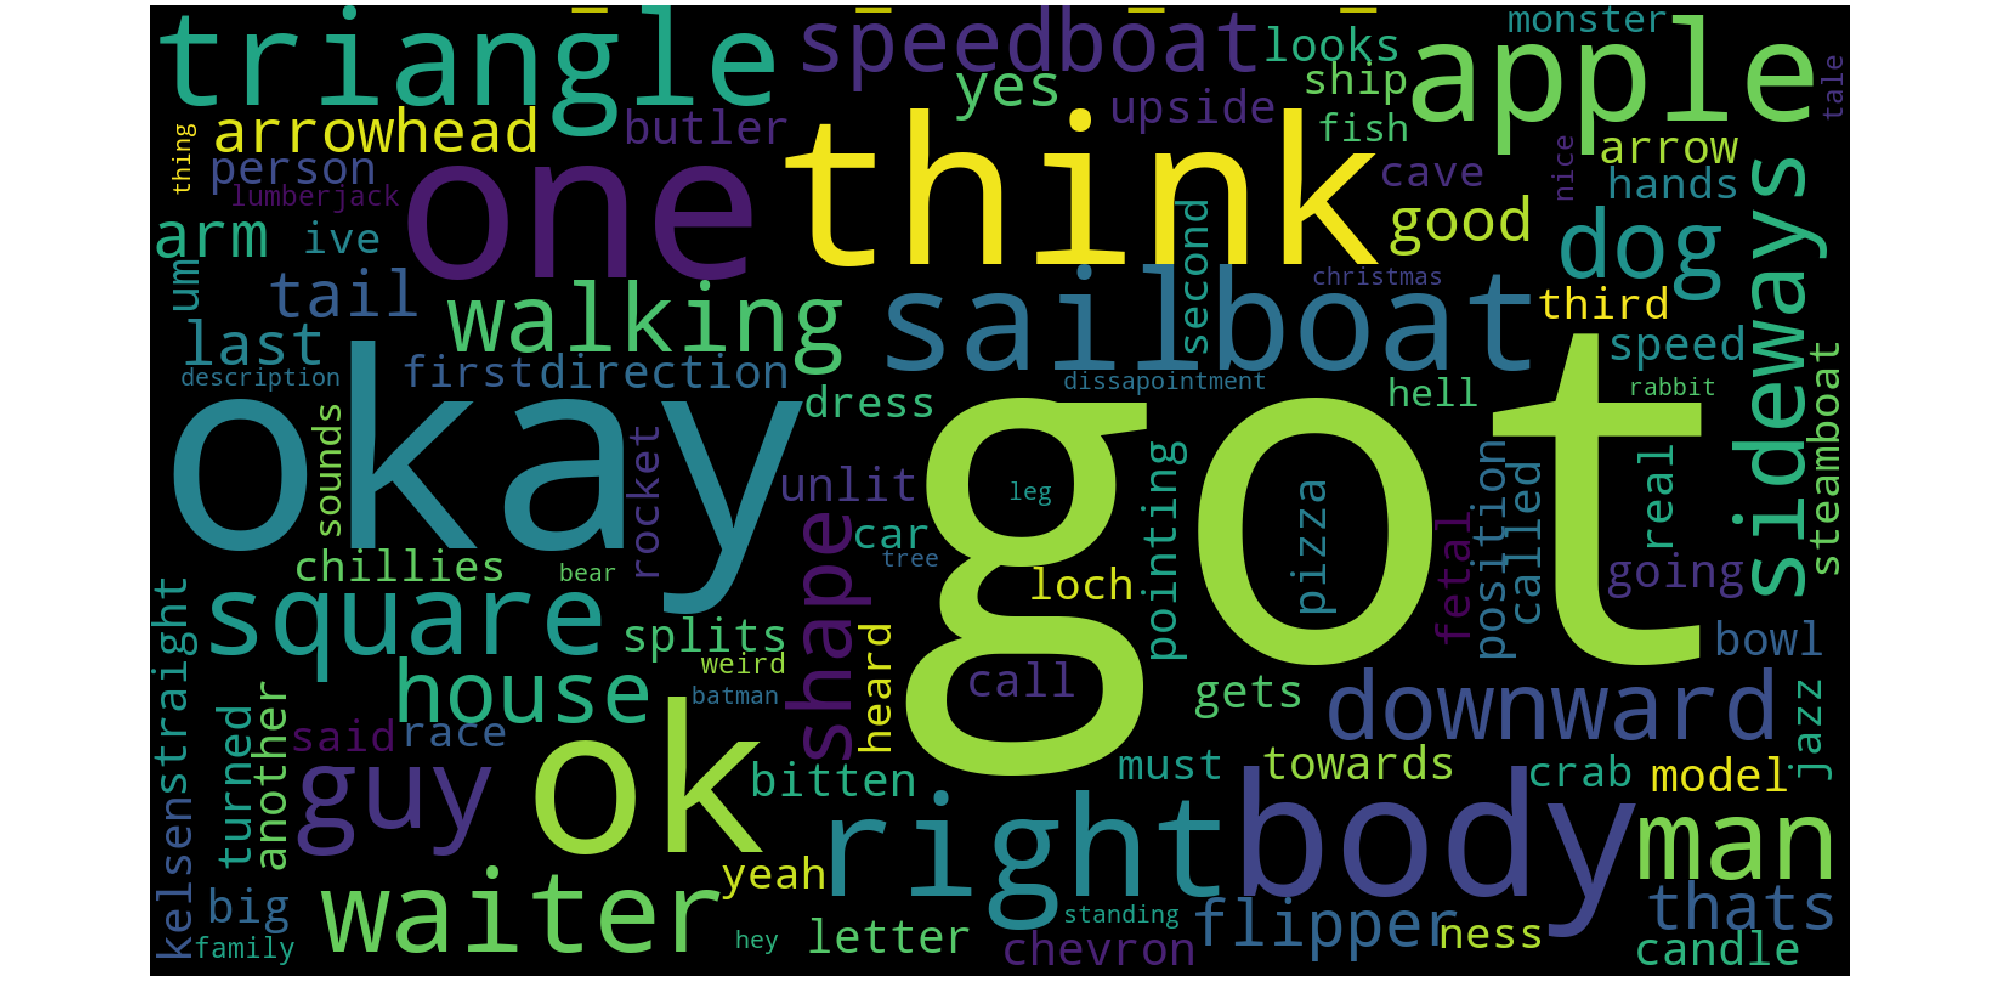 triangle
speedboat
looks
monster
apple
tale
yes
ship
upside
fish
thing
arrowhead
butler
one
think
person
lumberjack
cave
nice
arrow
hands
sideways
arm
ive
good
second
dog
um
tail
walking
sailboat
christmas
third
last
description
first
direction
dress
dissapointment
hell
speed
rabbit
steamboat
okay
got
sounds
rocket
unlit
leg
shape
car
tree
pointing
pizza
fetal
position
called
real
going
chillies
bear
loch
straight
square
splits
weird
heard
call
bowl
house
batman
gets
downward
jazz
turned
another
said
race
guy
ok
bitten
must
towards
crab
model
kelsen
big
family
waiter
yeah
hey
letter
right
standing
chevron
body
flipper
ness
man
thats
candle